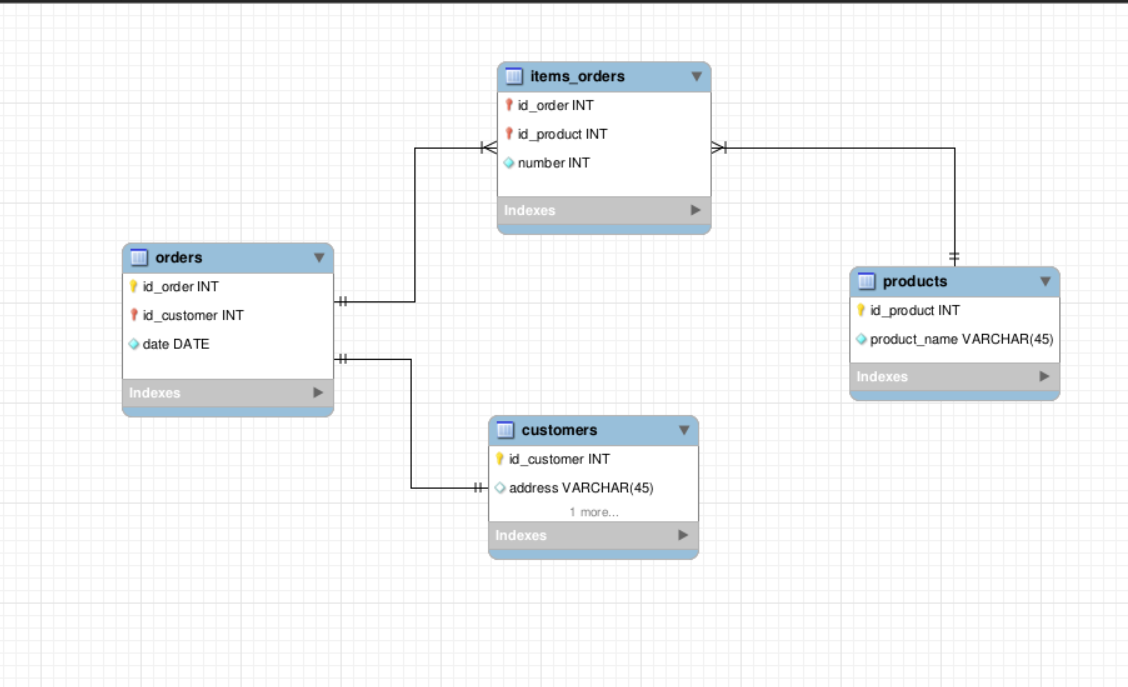 items_orders
id_order INT
id_product INT
number INT
Indexes
orders
id_order INT
id_customer INT
date DATE
Indexes
products
id_product INT
product_name VARCHAR(45)
Indexes
customers
id_customer INT
address VARCHAR(45)
1 more...
Indexes